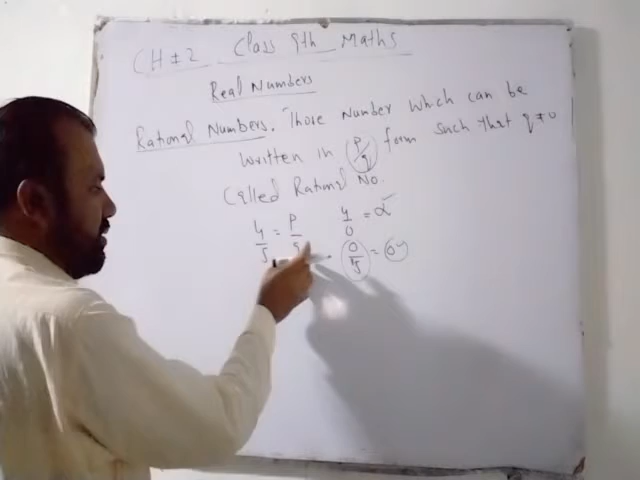 CH # 2 Class 9th Maths
Real Numbers
Rational Numbers. Those Number which can be
written in (P/q) form such that q ≠ 0
Called Rational No.
4/5 = P/ 4/0 = α
0/5 = 0